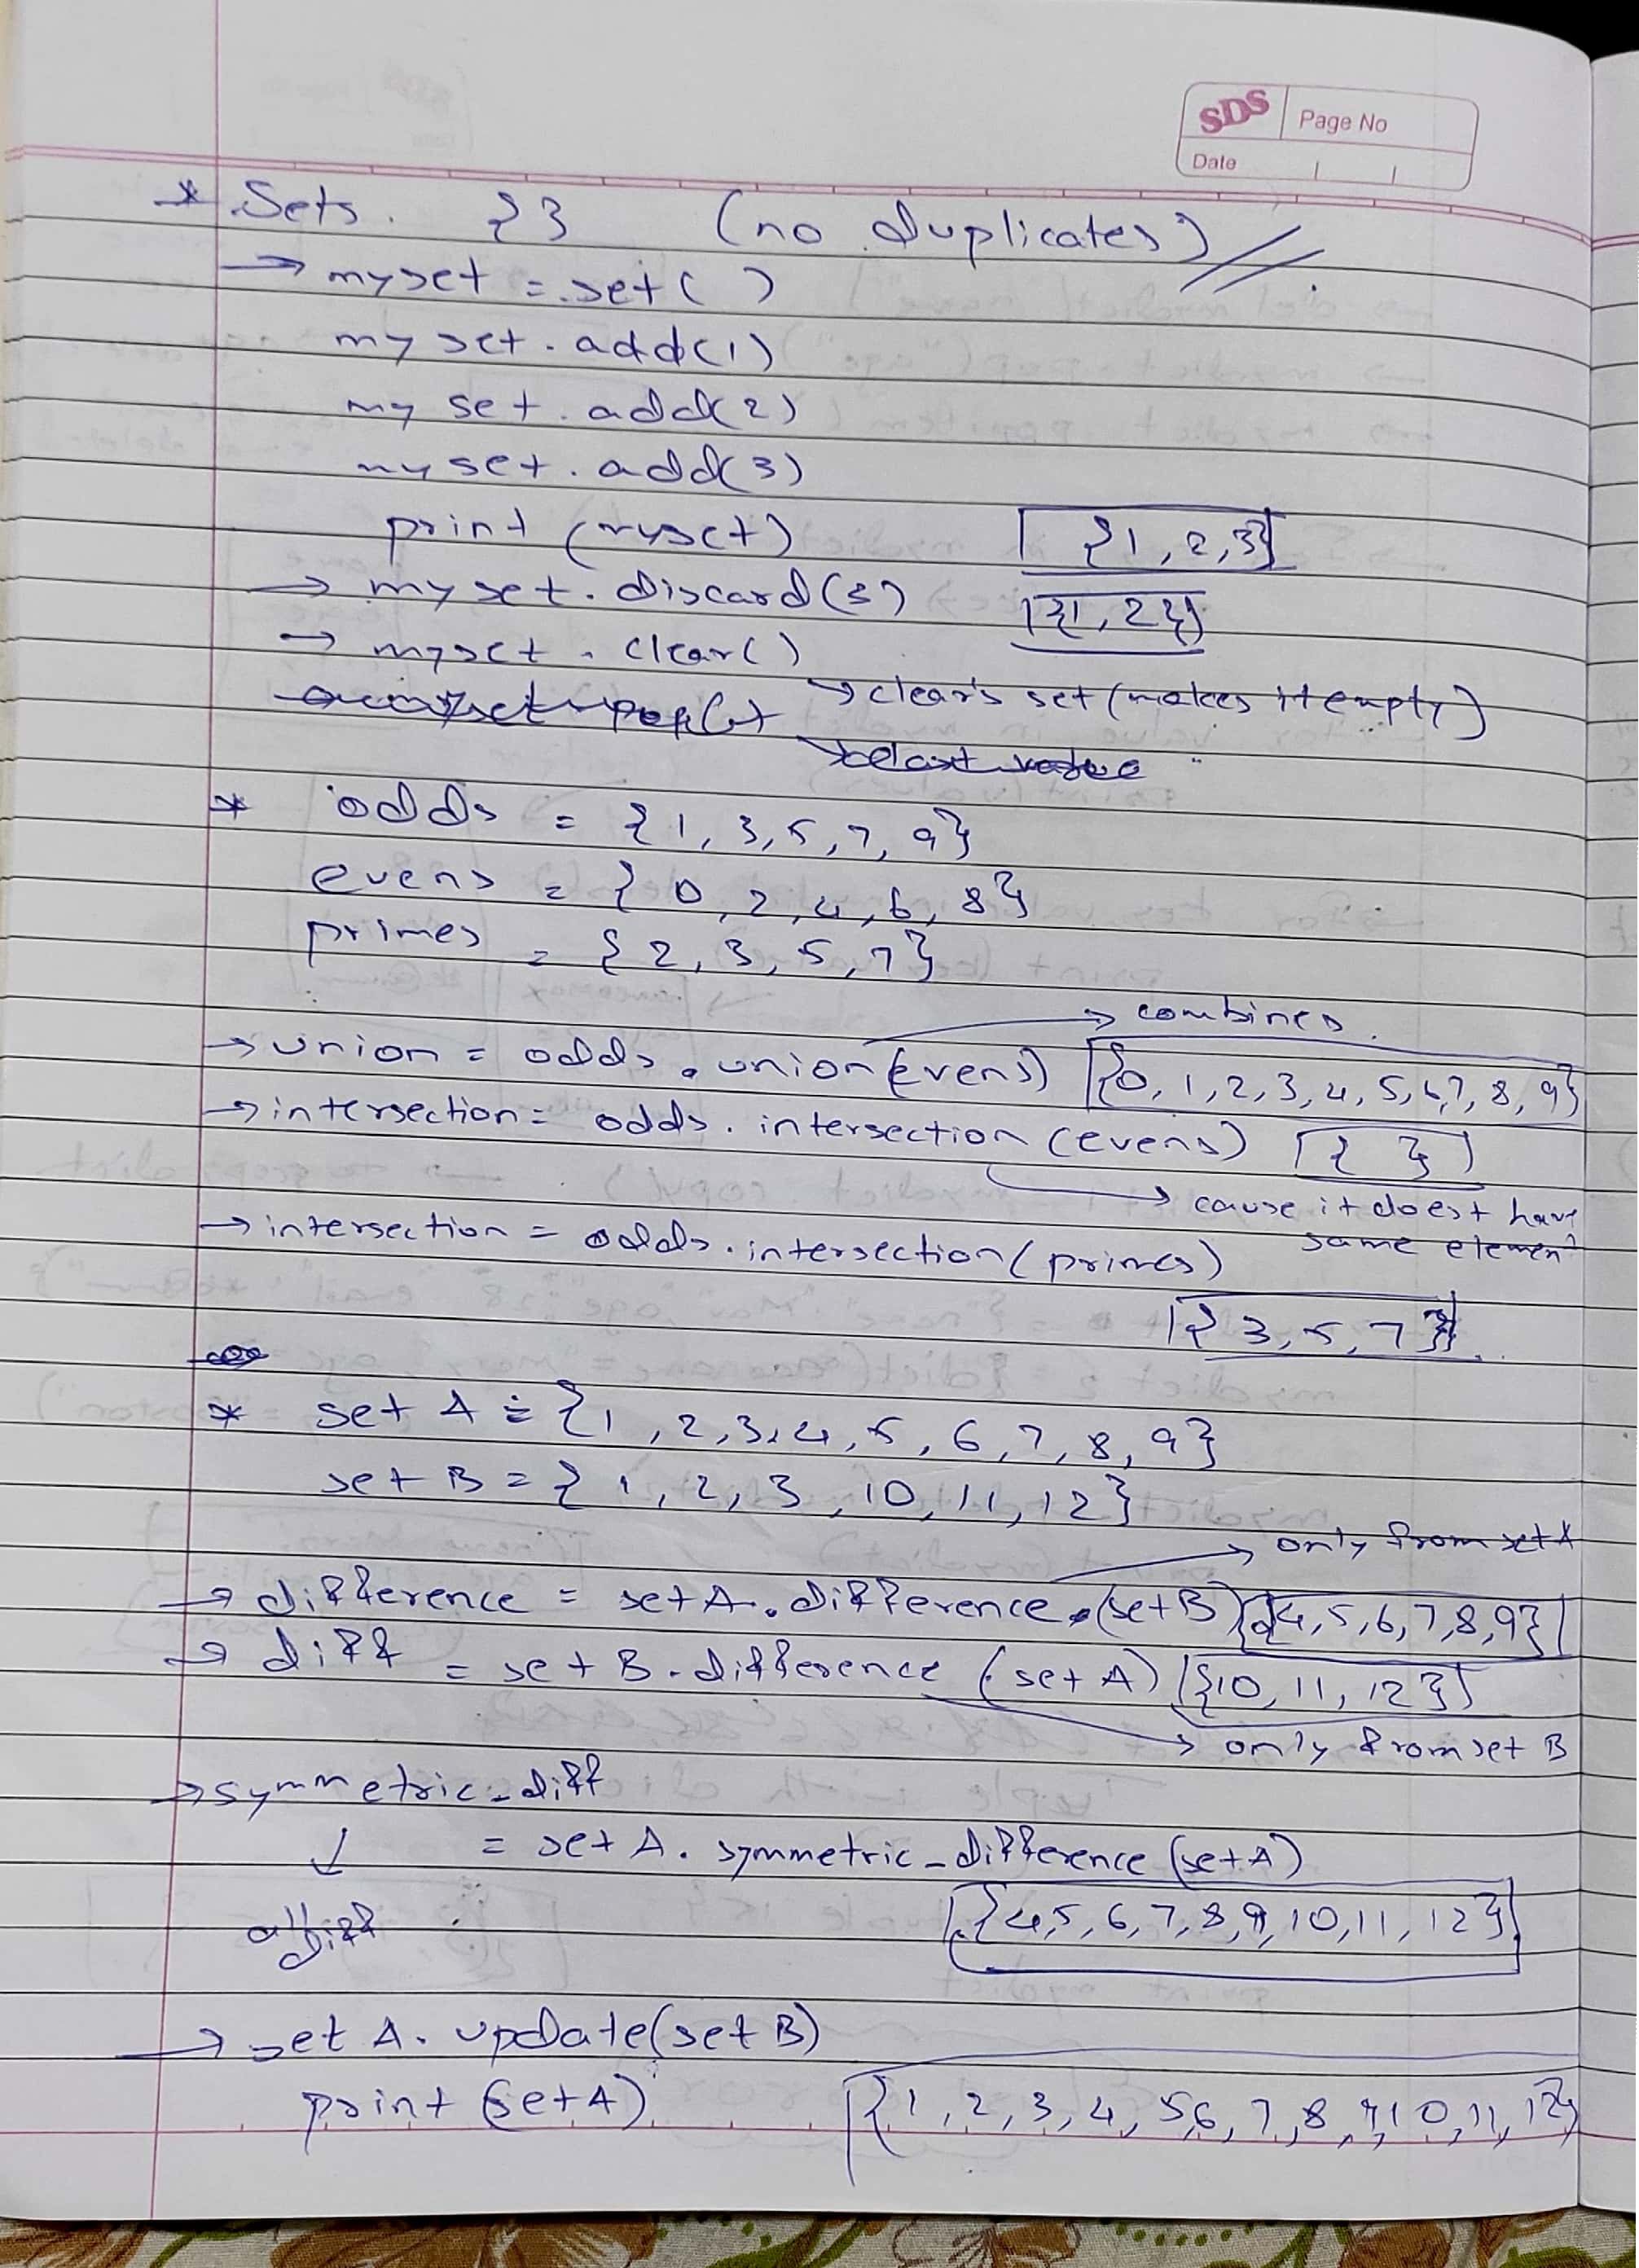 SDS Page No
Date
* Sets. {} (no duplicates)
→ myset = set( )
myset.add(1)
myset.add(2)
myset.add(3)
print (myset) {1, 2, 3}
→ myset.discard(3) {1, 2}
→ myset.clear()
→ clear's set (makes it empty)
* odds = {1, 3, 5, 7, 9}
evens = {0, 2, 4, 6, 8}
primes = {2, 3, 5, 7}
→ combines
→ union = odds.union(evens) {0, 1, 2, 3, 4, 5, 6, 7, 8, 9}
→ intersection = odds.intersection (evens) { }
→ cause it doest have
same element
→ intersection = odds.intersection (primes)
{3, 5, 7}
* set A = {1, 2, 3, 4, 5, 6, 7, 8, 9}
set B = {1, 2, 3, 10, 11, 12}
→ only from set A
→ difference = setA.difference.(setB) {4,5,6,7,8,9}
→ diff = set B.difference (set A) {10, 11, 12}
→ only from set B
→ symmetric_diff
= set A. symmetric_difference (setA)
↓
{4,5,6,7,8,9,10,11,12}
→ set A. update(set B)
print (setA) {1, 2, 3, 4, 5, 6, 7, 8, 9, 10, 11, 12}